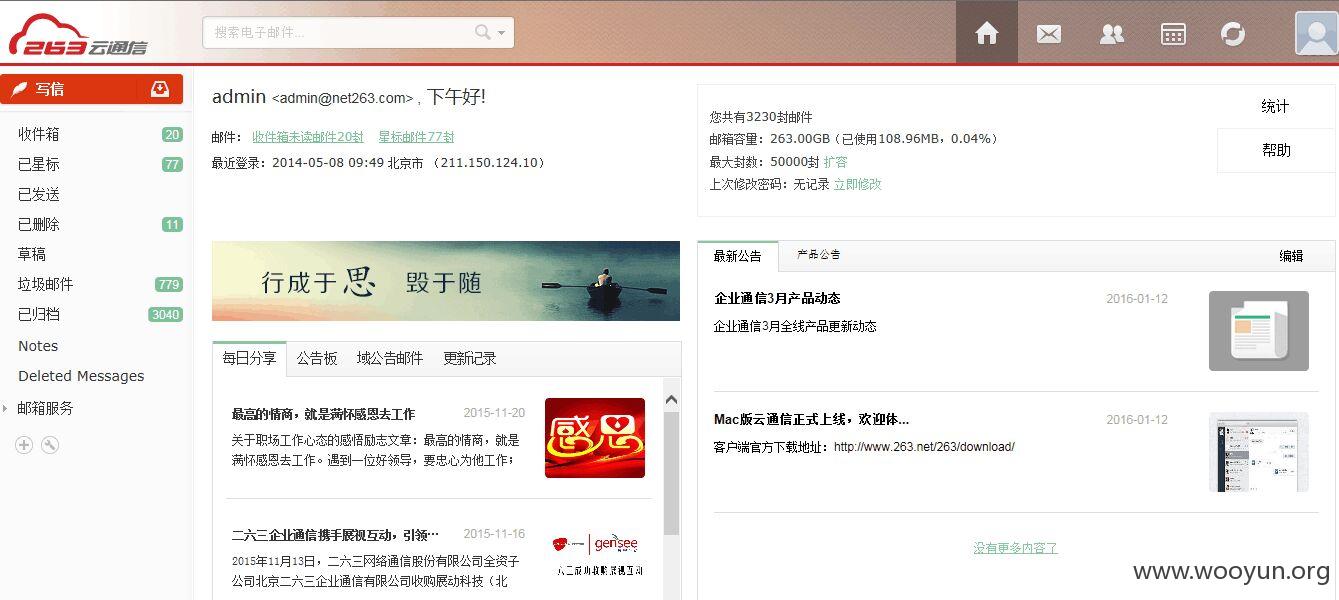 263云通信
搜索电子邮件...
写信
收件箱 20
已星标 77
已发送
已删除 11
草稿
垃圾邮件 779
已归档 3040
Notes
Deleted Messages
邮箱服务
admin <admin@net263.com> , 下午好!
邮件： 收件箱未读邮件20封 星标邮件77封
最近登录：2014-05-08 09:49 北京市 （211.150.124.10）
您共有3230封邮件
邮箱容量：263.00GB（已使用108.96MB，0.04%）
最大封数：50000封 扩容
上次修改密码：无记录 立即修改
统计
帮助
行成于思 毁于随
每日分享 公告板 域公告邮件 更新记录
最高的情商，就是满怀感恩去工作 2015-11-20
关于职场工作心态的感悟励志文章：最高的情商，就是
满怀感恩去工作。遇到一位好领导，要忠心为他工作；
感恩
二六三企业通信携手展视互动，引领… 2015-11-16
2015年11月13日，二六三网络通信股份有限公司全资子
公司北京二六三企业通信有限公司收购展动科技（北
gensee
六三成功收购展视互动
最新公告 产品公告 编辑
企业通信3月产品动态 2016-01-12
企业通信3月全线产品更新动态
Mac版云通信正式上线，欢迎体... 2016-01-12
客户端官方下载地址：http://www.263.net/263/download/
没有更多内容了
www.wooyun.org